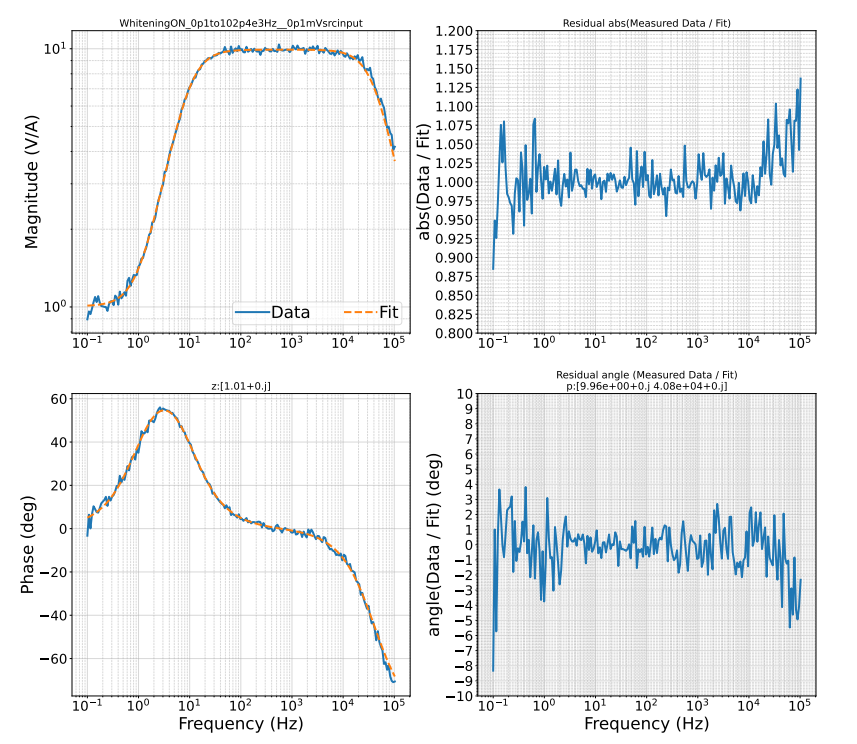 WhiteningON_0p1to102p4e3Hz__0p1mVsrcinput
Magnitude (V/A)
10¹
10⁰
10⁻¹ 10⁰ 10¹ 10² 10³ 10⁴ 10⁵
Data Fit
Residual abs(Measured Data / Fit)
abs(Data / Fit)
1.200
1.175
1.150
1.125
1.100
1.075
1.050
1.025
1.000
0.975
0.950
0.925
0.900
0.875
0.850
0.825
0.800
10⁻¹ 10⁰ 10¹ 10² 10³ 10⁴ 10⁵
z:[1.01+0.j]
Phase (deg)
60
40
20
0
−20
−40
−60
10⁻¹ 10⁰ 10¹ 10² 10³ 10⁴ 10⁵
Frequency (Hz)
Residual angle (Measured Data / Fit)
p:[9.96e+00+0.j 4.08e+04+0.j]
angle(Data / Fit) (deg)
10
9
8
7
6
5
4
3
2
1
0
−1
−2
−3
−4
−5
−6
−7
−8
−9
−10
10⁻¹ 10⁰ 10¹ 10² 10³ 10⁴ 10⁵
Frequency (Hz)